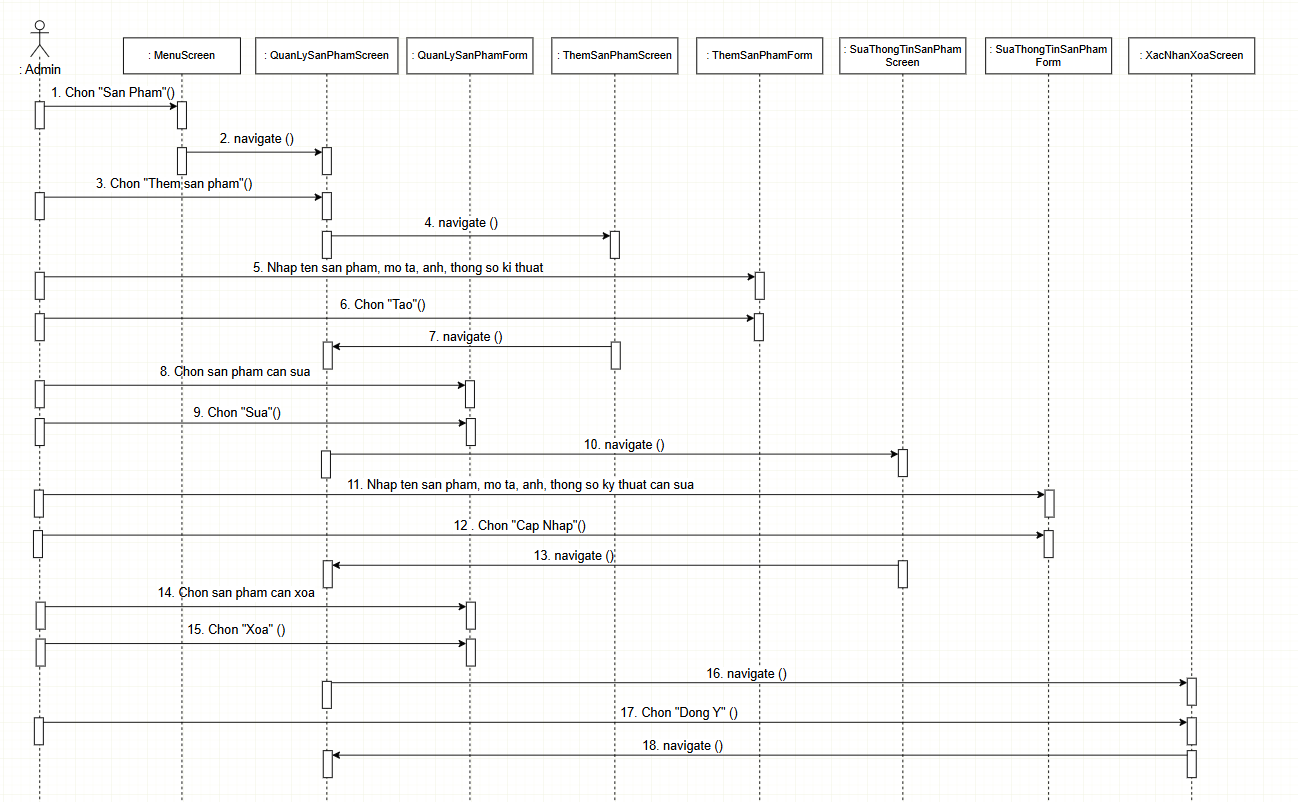 : Admin
: MenuScreen
: QuanLySanPhamScreen
: QuanLySanPhamForm
: ThemSanPhamScreen
: ThemSanPhamForm
: SuaThongTinSanPham
Screen
: SuaThongTinSanPham
Form
: XacNhanXoaScreen
1. Chon "San Pham"()
2. navigate ()
3. Chon "Them san pham"()
4. navigate ()
5. Nhap ten san pham, mo ta, anh, thong so ki thuat
6. Chon "Tao"()
7. navigate ()
8. Chon san pham can sua
9. Chon "Sua"()
10. navigate ()
11. Nhap ten san pham, mo ta, anh, thong so ky thuat can sua
12 . Chon "Cap Nhap"()
13. navigate ()
14. Chon san pham can xoa
15. Chon "Xoa" ()
16. navigate ()
17. Chon "Dong Y" ()
18. navigate ()